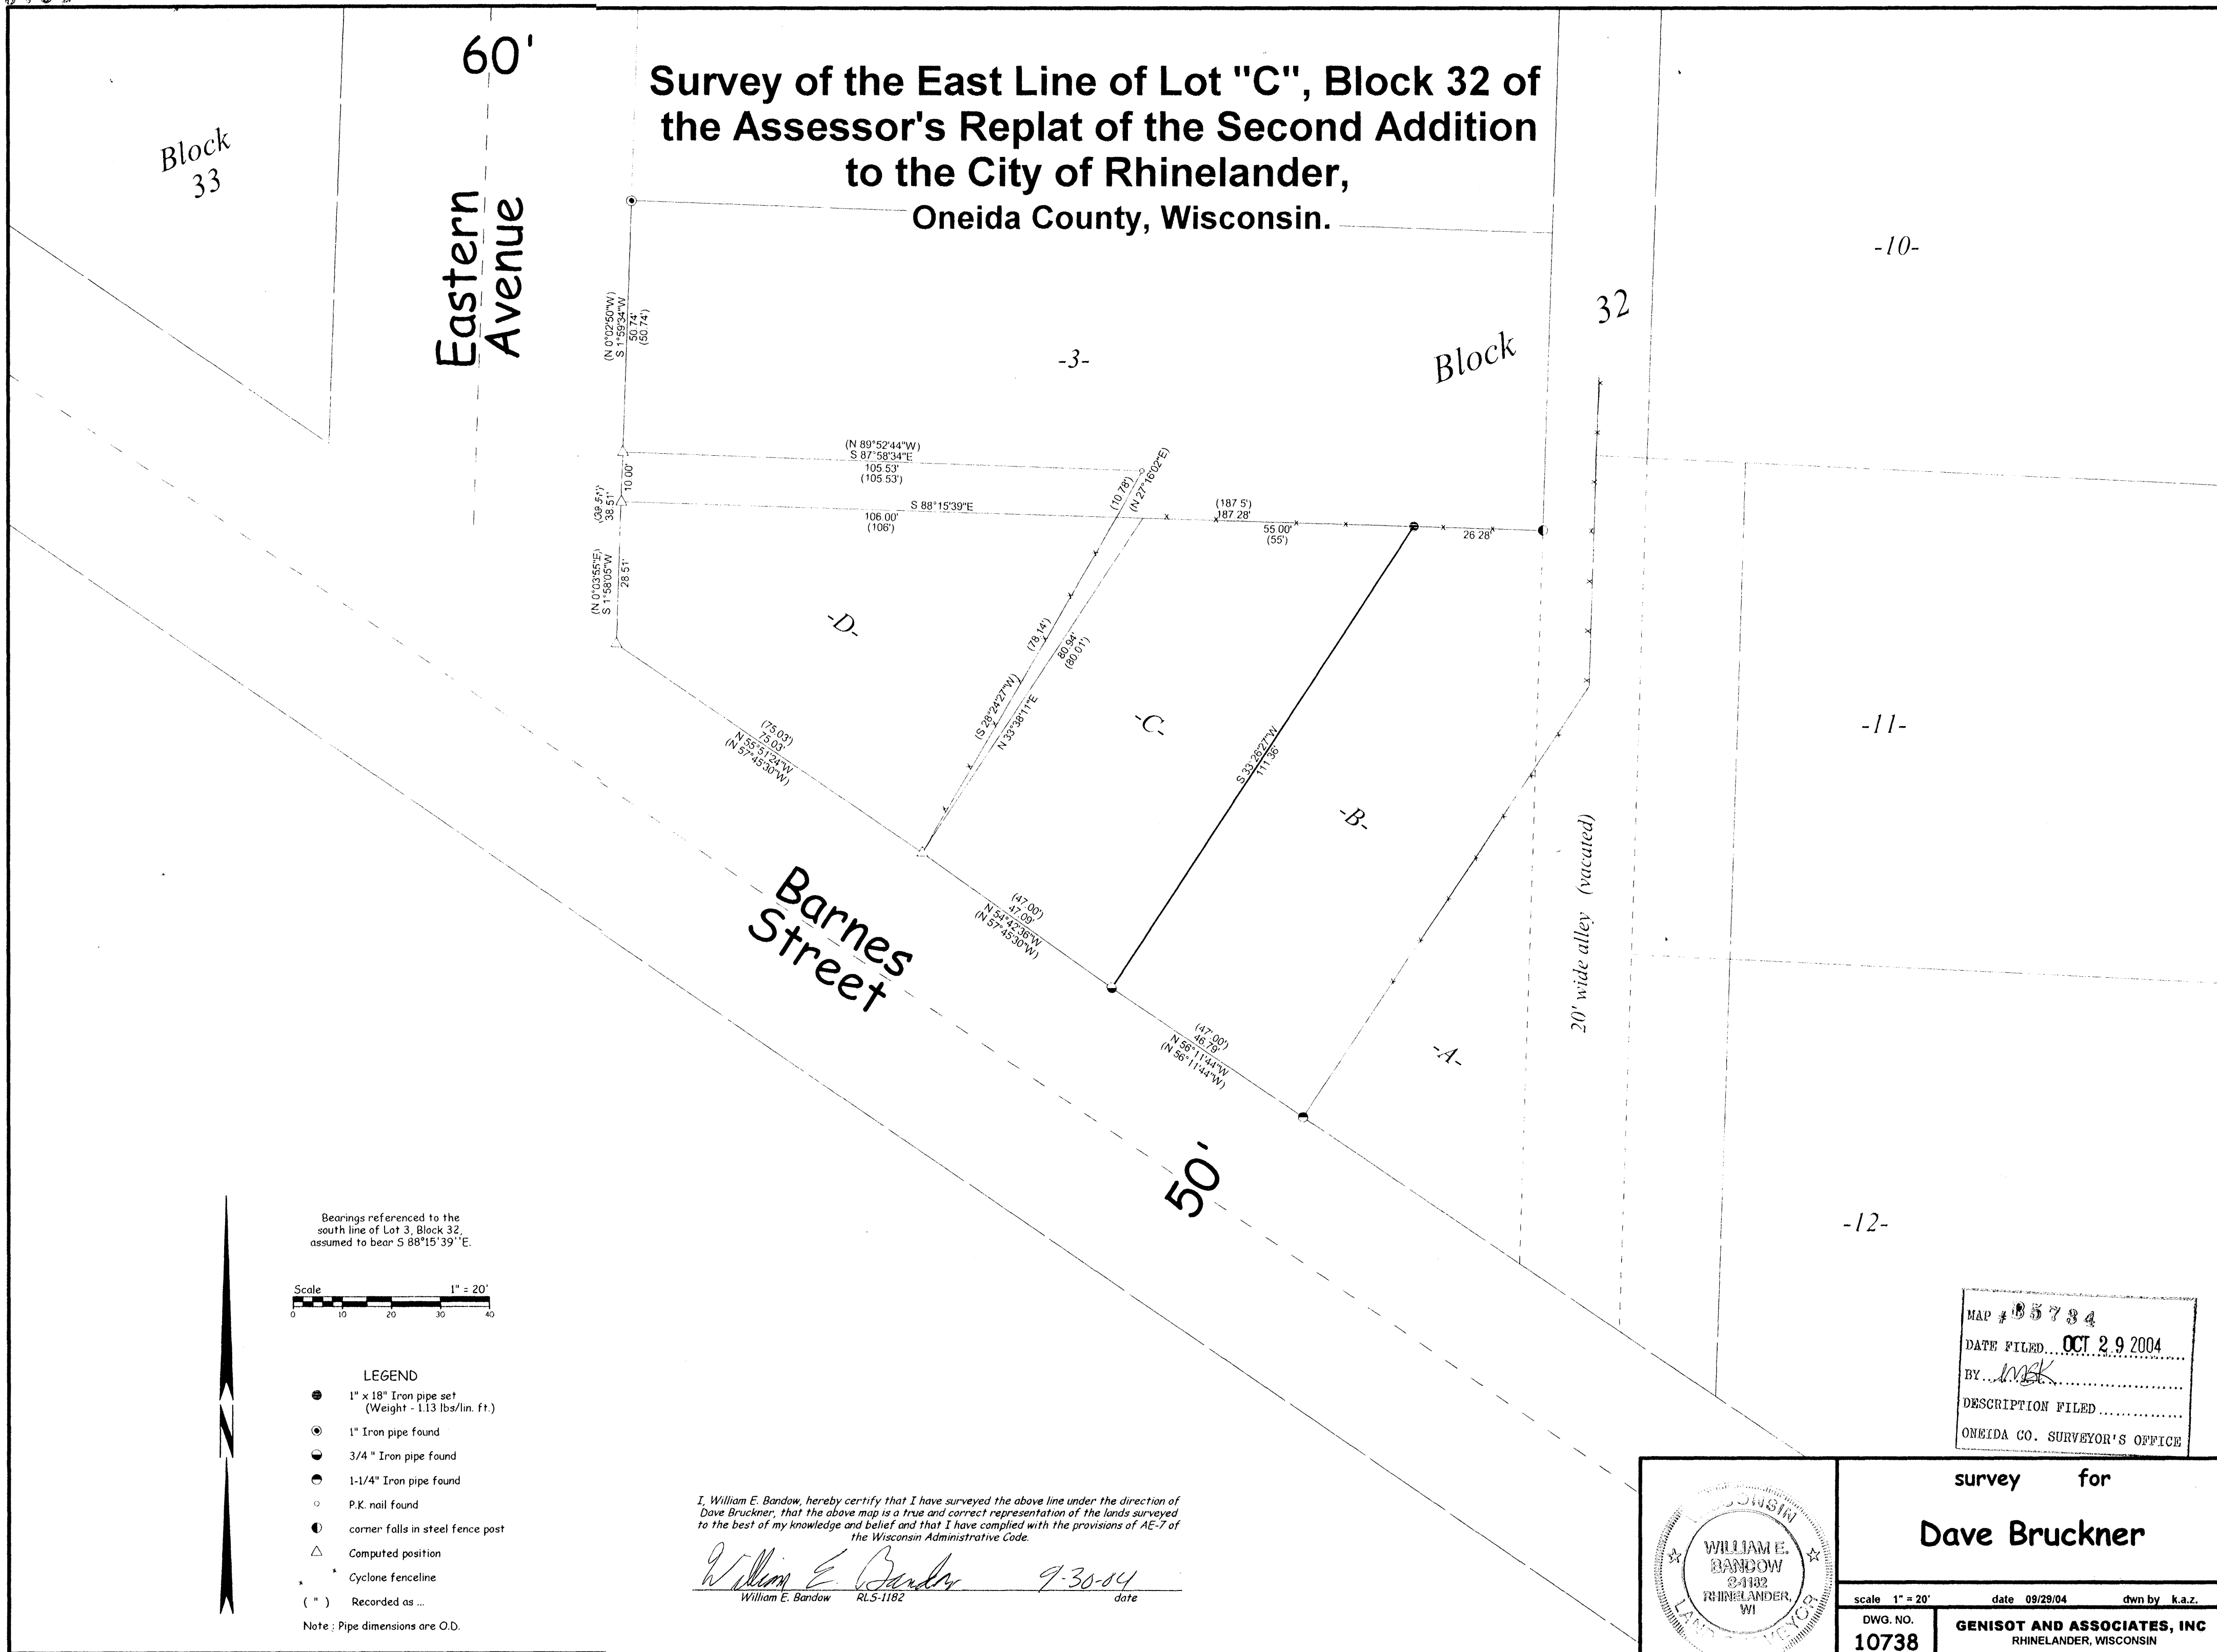 60'
Survey of the East Line of Lot "C", Block 32 of
the Assessor's Replat of the Second Addition
to the City of Rhinelander,
Oneida County, Wisconsin.
Block
33
Eastern
Avenue
-10-
32
Block
(N 0°02'50"W)
S 1°59'34"W
50.74'
(50.74')
-3-
(N 89°52'44"W)
S 87°58'34"E
105.53'
(105.53')
10.00'
38.51'
(10.78')
(N 27°16'02"E)
S 88°15'39"E
106.00'
(106')
(187.5')
187.28'
55.00'
(55')
26.28'
(N 0°03'55"E)
S 1°58'05"W
28.51'
-D-
(78.14')
80.94'
(80.01')
(S 28°24'27"W)
N 33°38'11"E
-C-
S 33°26'27"W
111.36'
-11-
(75.03')
75.03'
N 55°51'24"W
(N 57°45'30"W)
-B-
20' wide alley (vacated)
Barnes
Street
(47.00')
47.09'
N 54°42'36"W
(N 57°45'30"W)
(47.00')
46.79'
N 56°11'44"W
(N 56°11'44"W)
-A-
50'
-12-
Bearings referenced to the
south line of Lot 3, Block 32,
assumed to bear S 88°15'39''E.
Scale 1" = 20'
0 10 20 30 40
LEGEND
1" x 18" Iron pipe set
(Weight - 1.13 lbs/lin. ft.)
1" Iron pipe found
3/4 " Iron pipe found
1-1/4" Iron pipe found
P.K. nail found
corner falls in steel fence post
Computed position
Cyclone fenceline
( " ) Recorded as ...
Note : Pipe dimensions are O.D.
N
I, William E. Bandow, hereby certify that I have surveyed the above line under the direction of
Dave Bruckner, that the above map is a true and correct representation of the lands surveyed
to the best of my knowledge and belief and that I have complied with the provisions of AE-7 of
the Wisconsin Administrative Code.
William E. Bandow 9-30-04
William E. Bandow RLS-1182 date
MAP # B5734
DATE FILED... OCT 29 2004
BY...
DESCRIPTION FILED...
ONEIDA CO. SURVEYOR'S OFFICE
WISCONSIN
WILLIAM E.
BANDOW
S-1182
RHINELANDER,
WI
LAND SURVEYOR
survey for
Dave Bruckner
scale 1" = 20' date 09/29/04 dwn by k.a.z.
DWG. NO.
10738
GENISOT AND ASSOCIATES, INC
RHINELANDER, WISCONSIN